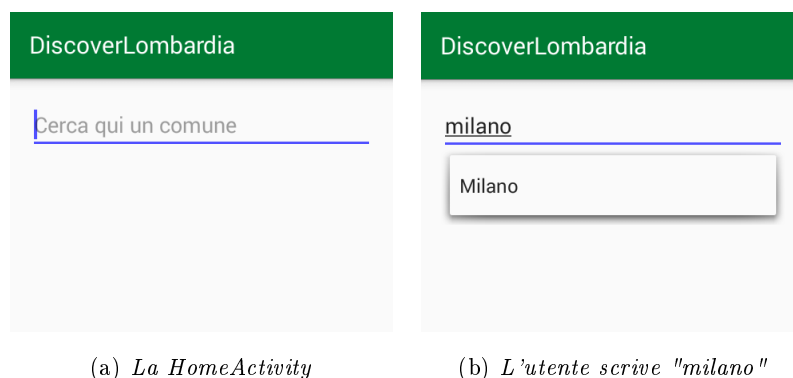 DiscoverLombardia
Cerca qui un comune
(a) La HomeActivity
DiscoverLombardia
milano
Milano
(b) L'utente scrive "milano"